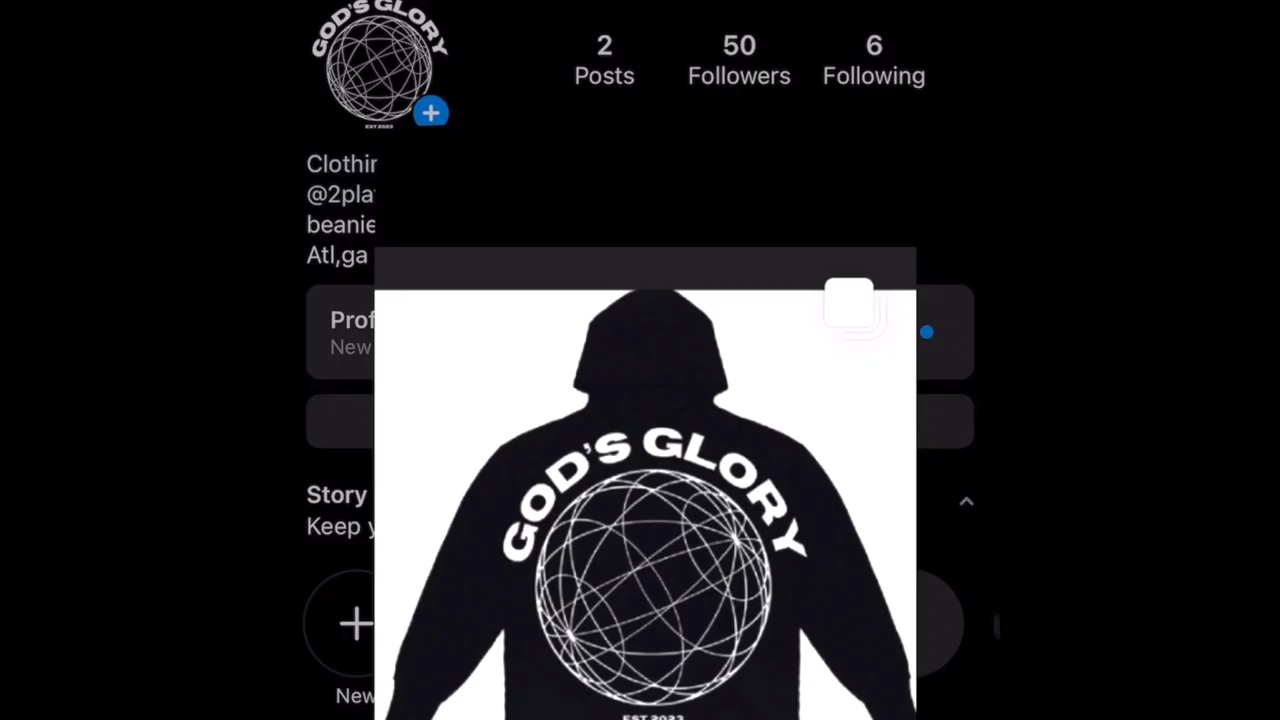 GOD'S GLORY
EST 2023
2 50 6
Posts Followers Following
Clothin
@2pla
beanie
Atl,ga
Prof
New
Story
Keep y
New
GOD'S GLORY
EST 2023